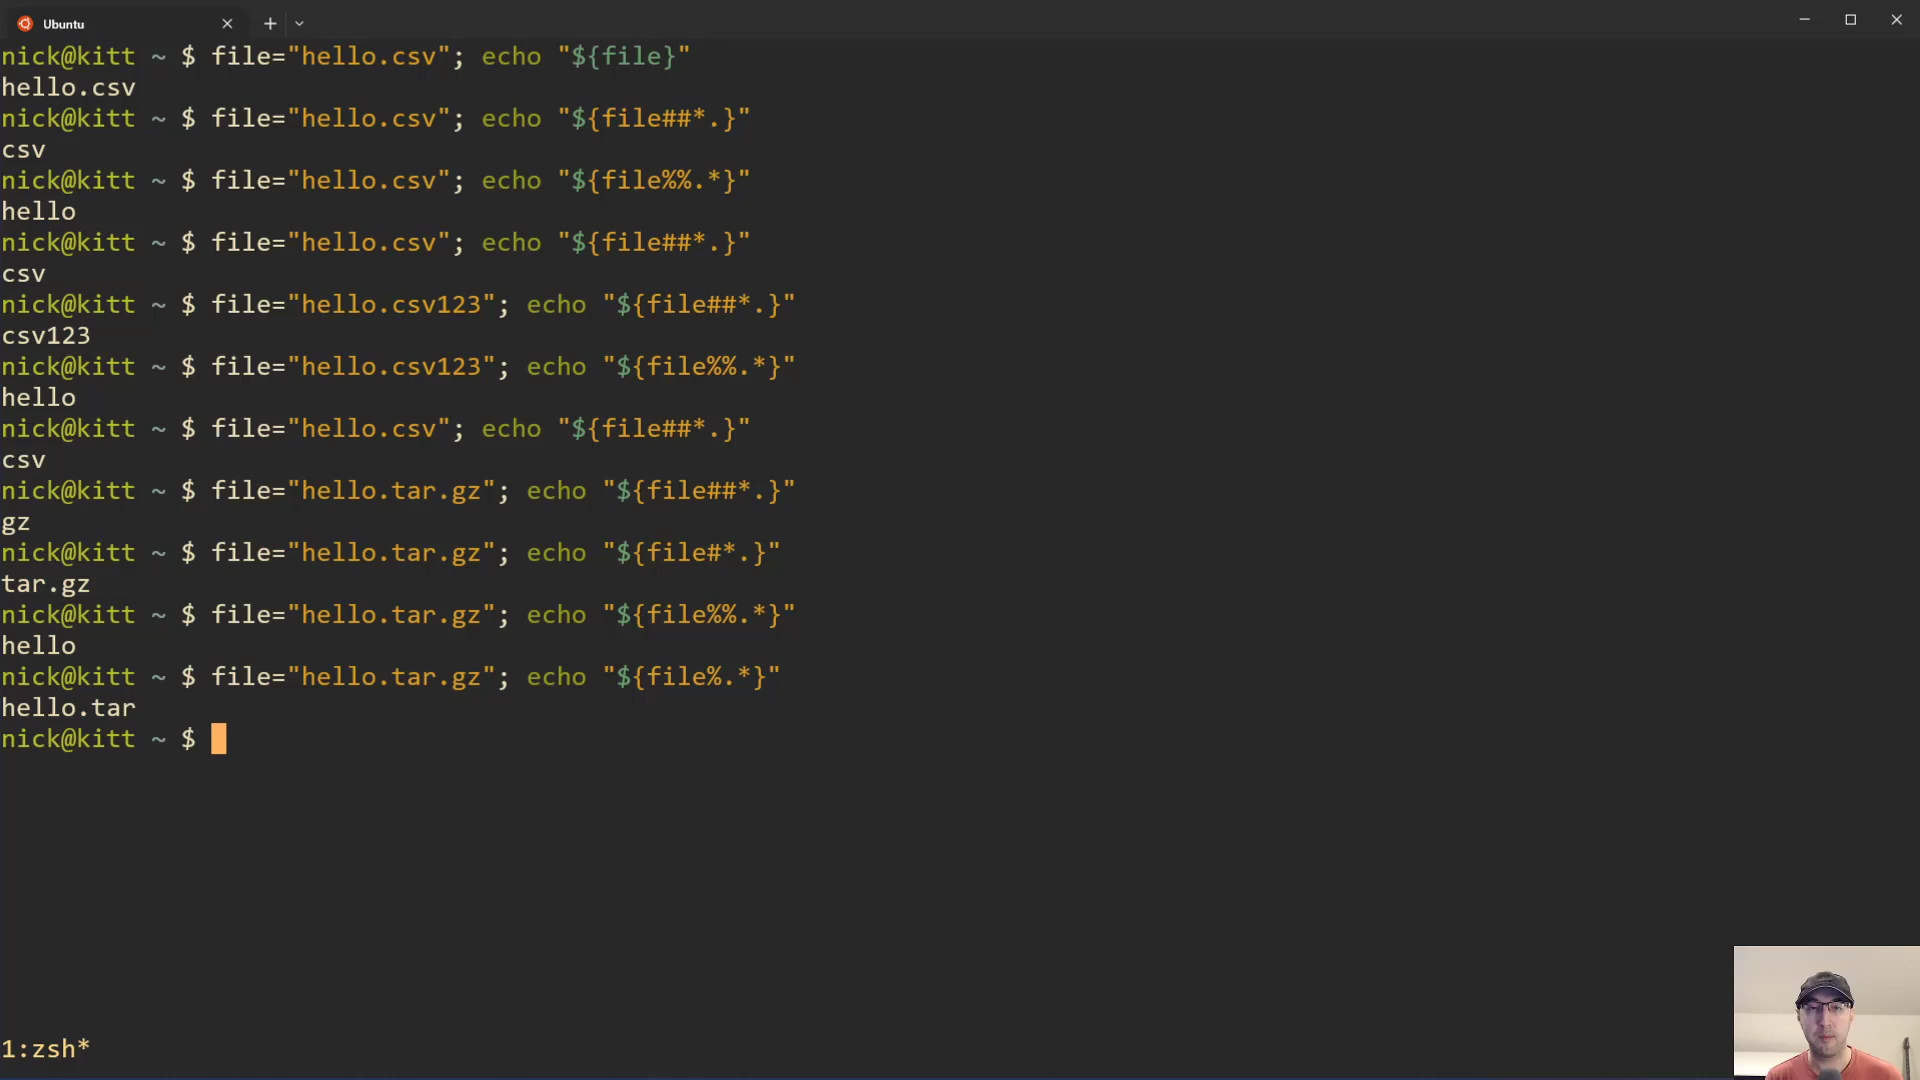 Ubuntu
nick@kitt ~ $ file="hello.csv"; echo "${file}"
hello.csv
nick@kitt ~ $ file="hello.csv"; echo "${file##*.}"
csv
nick@kitt ~ $ file="hello.csv"; echo "${file%%.*}"
hello
nick@kitt ~ $ file="hello.csv"; echo "${file##*.}"
csv
nick@kitt ~ $ file="hello.csv123"; echo "${file##*.}"
csv123
nick@kitt ~ $ file="hello.csv123"; echo "${file%%.*}"
hello
nick@kitt ~ $ file="hello.csv"; echo "${file##*.}"
csv
nick@kitt ~ $ file="hello.tar.gz"; echo "${file##*.}"
gz
nick@kitt ~ $ file="hello.tar.gz"; echo "${file#*.}"
tar.gz
nick@kitt ~ $ file="hello.tar.gz"; echo "${file%%.*}"
hello
nick@kitt ~ $ file="hello.tar.gz"; echo "${file%.*}"
hello.tar
nick@kitt ~ $
1:zsh*